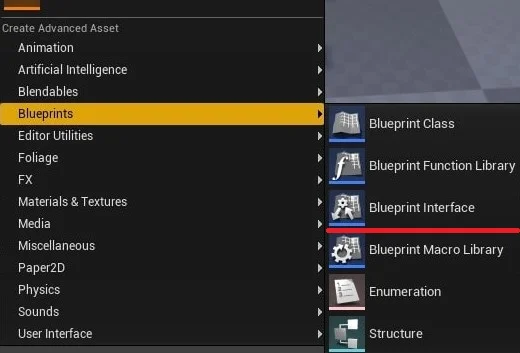 Create Advanced Asset
Animation
Artificial Intelligence
Blendables
Blueprints
Editor Utilities
Foliage
FX
Materials & Textures
Media
Miscellaneous
Paper2D
Physics
Sounds
User Interface
Blueprint Class
Blueprint Function Library
Blueprint Interface
Blueprint Macro Library
Enumeration
Structure